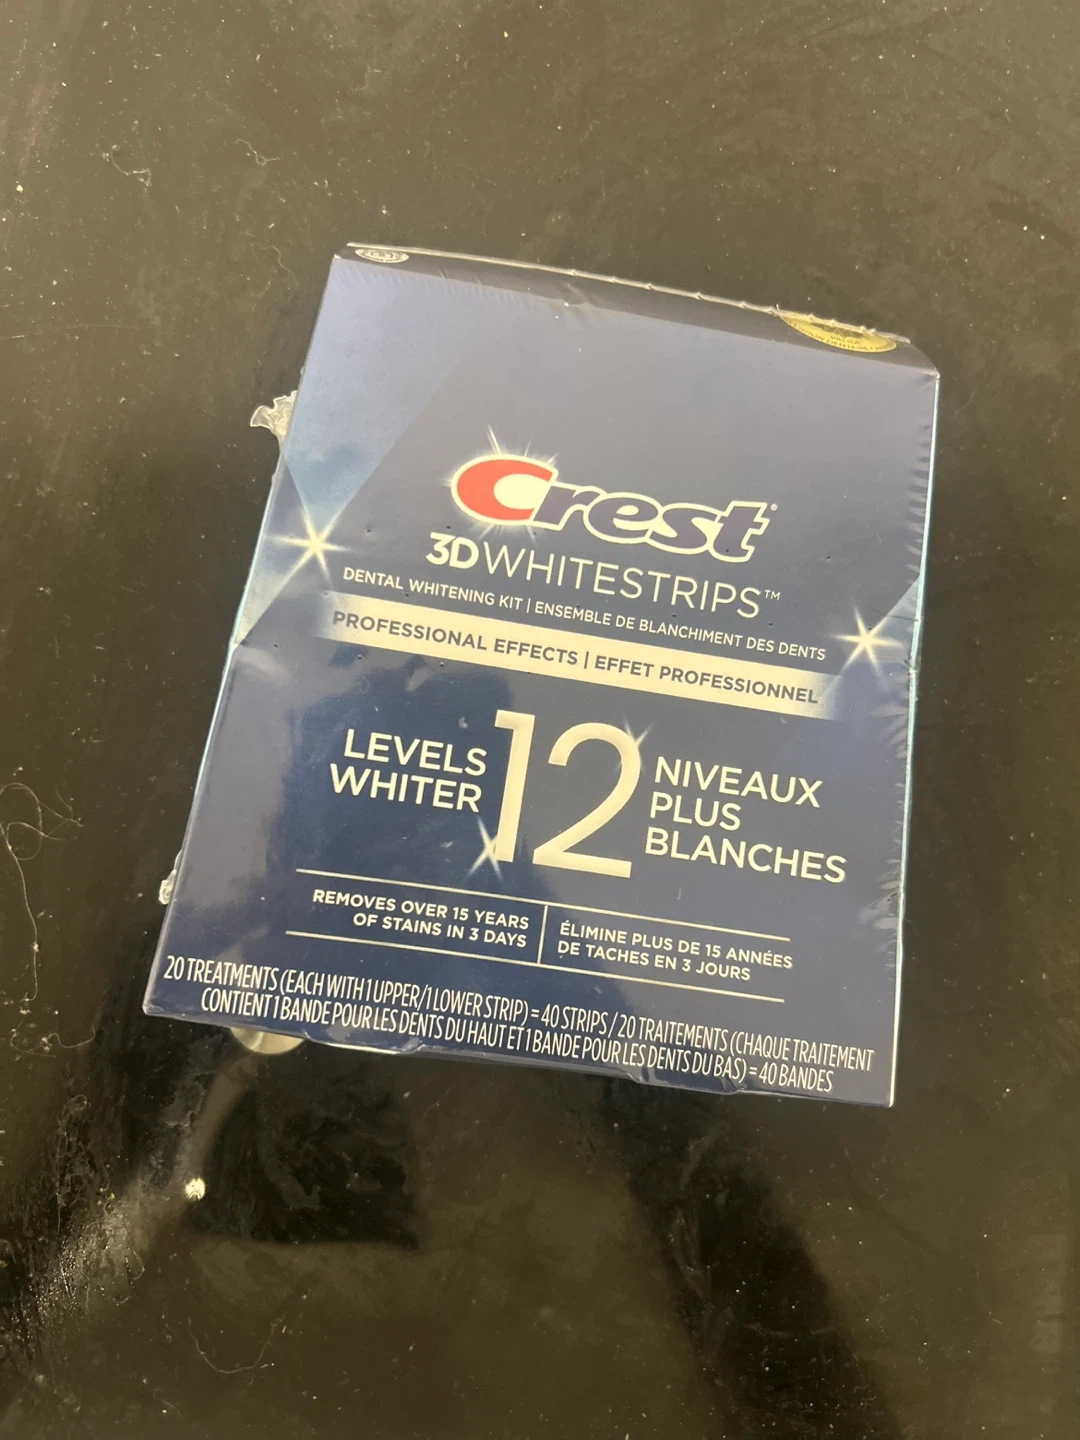 Crest
3DWHITESTRIPS™
DENTAL WHITENING KIT | ENSEMBLE DE BLANCHIMENT DES DENTS
PROFESSIONAL EFFECTS | EFFET PROFESSIONNEL
LEVELS
WHITER
12
NIVEAUX
PLUS
BLANCHES
REMOVES OVER 15 YEARS
OF STAINS IN 3 DAYS
ÉLIMINE PLUS DE 15 ANNÉES
DE TACHES EN 3 JOURS
20 TREATMENTS (EACH WITH 1 UPPER/1 LOWER STRIP) = 40 STRIPS / 20 TRAITEMENTS (CHAQUE TRAITEMENT
CONTIENT 1 BANDE POUR LES DENTS DU HAUT ET 1 BANDE POUR LES DENTS DU BAS) = 40 BANDES